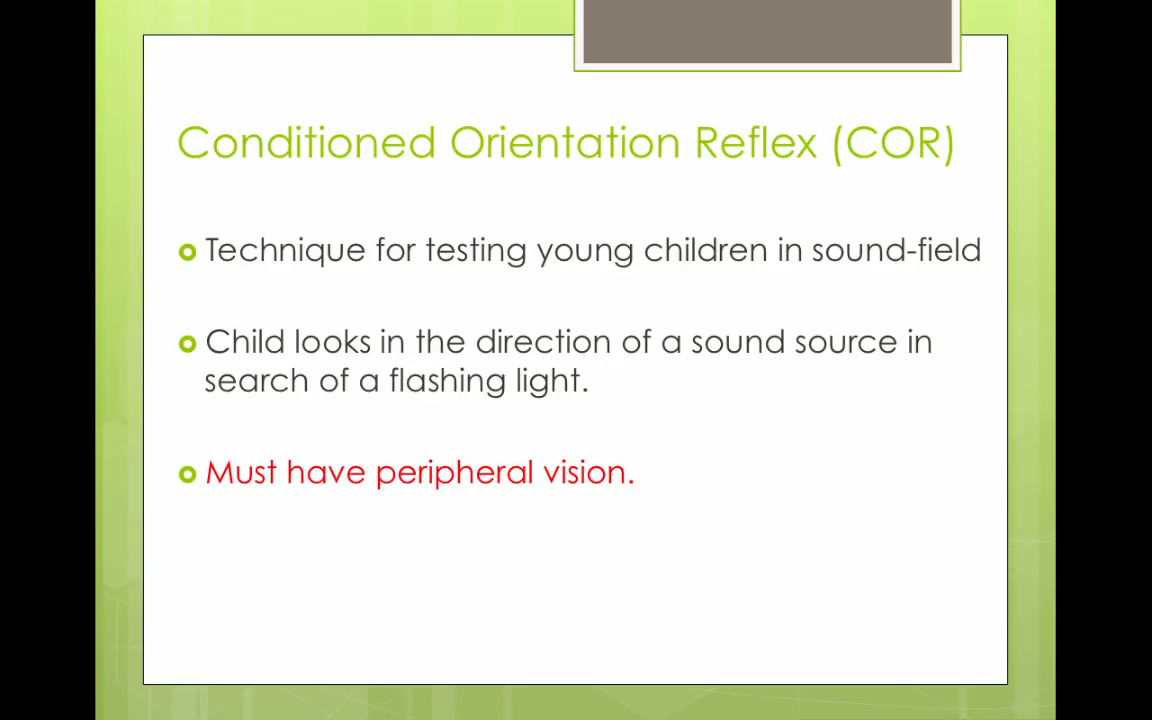 Conditioned Orientation Reflex (COR)
Technique for testing young children in sound-field
Child looks in the direction of a sound source in
search of a flashing light.
Must have peripheral vision.